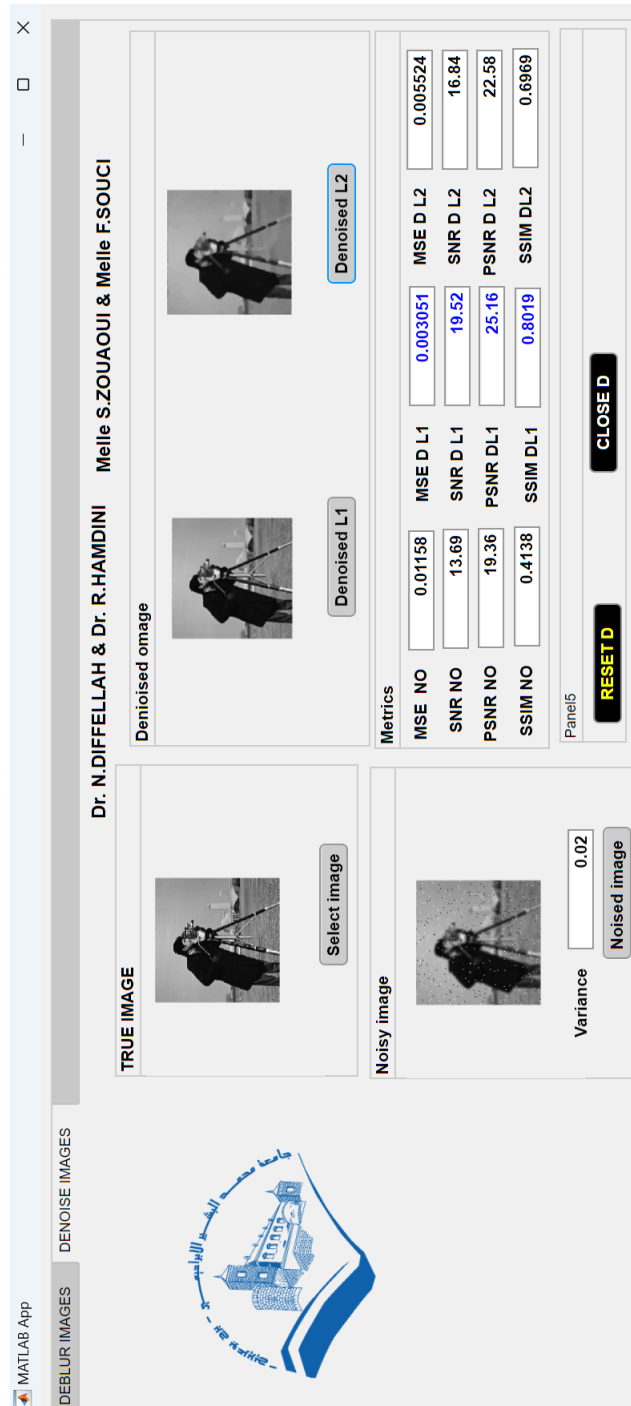 MATLAB App
DEBLUR IMAGES
DENOISE IMAGES
Dr. N.DIFFELLAH & Dr. R.HAMDINI Melle S.ZOUAOUI & Melle F.SOUCI
جامعة محمد البشير الابراهيمي
TRUE IMAGE
Select image
Noisy image
Variance 0.02
Noised image
Denioised omage
Denoised L1
Denoised L2
Metrics
MSE NO 0.01158 MSE D L1 0.003051 MSE D L2 0.005524
SNR NO 13.69 SNR D L1 19.52 SNR D L2 16.84
PSNR NO 19.36 PSNR DL1 25.16 PSNR D L2 22.58
SSIM NO 0.4138 SSIM DL1 0.8019 SSIM DL2 0.6969
Panel5
RESET D
CLOSE D